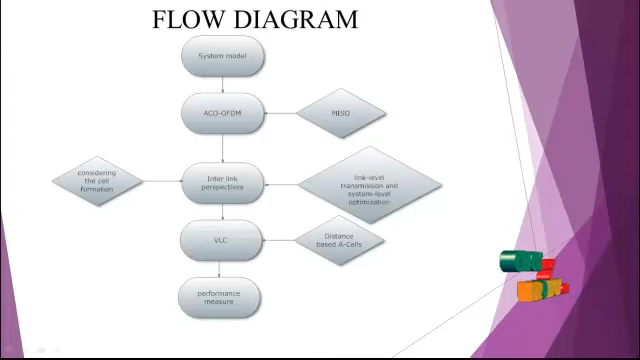 FLOW DIAGRAM
System model
ACO-OFDM
MISO
considering
the cell
formation
Inter link
perspectives
link-level
transmission and
system-level
optimization
VLC
Distance
based A-Cells
performance
measure